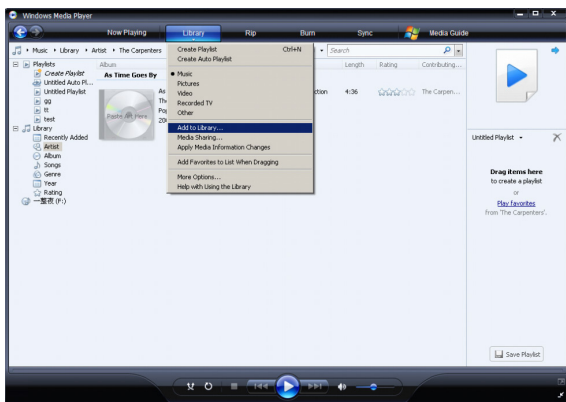 Windows Media Player
Now Playing
Library
Rip
Burn
Sync
Media Guide
Music ▸ Library ▸ Artist ▸ The Carpenters
Search
Create Playlist Ctrl+N
Create Auto Playlist
Music
Pictures
Video
Recorded TV
Other
Add to Library...
Media Sharing...
Apply Media Information Changes
Add Favorites to List When Dragging
More Options...
Help with Using the Library
Playlists
Create Playlist
Untitled Auto Pl...
Untitled Playlist
gg
tt
test
Library
Recently Added
Artist
Album
Songs
Genre
Year
Rating
一整夜 (F:)
Album
Length
Rating
Contributing...
As Time Goes By
Paste Art Here
As
The
Pop
200
ction
4:36
The Carpen...
Untitled Playlist
Drag items here
to create a playlist
or
Play favorites
from 'The Carpenters'.
Save Playlist